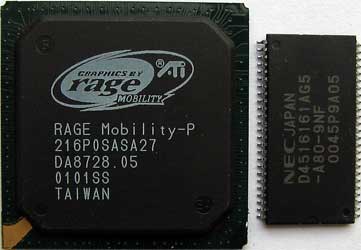 GRAPHICS BY
rage
ATi
MOBILITY
RAGE Mobility-P
216P0SASA27
DA8728.05
0101SS
TAIWAN
NEC JAPAN
D4516161AG5
-A80-9NF
0045P9A05